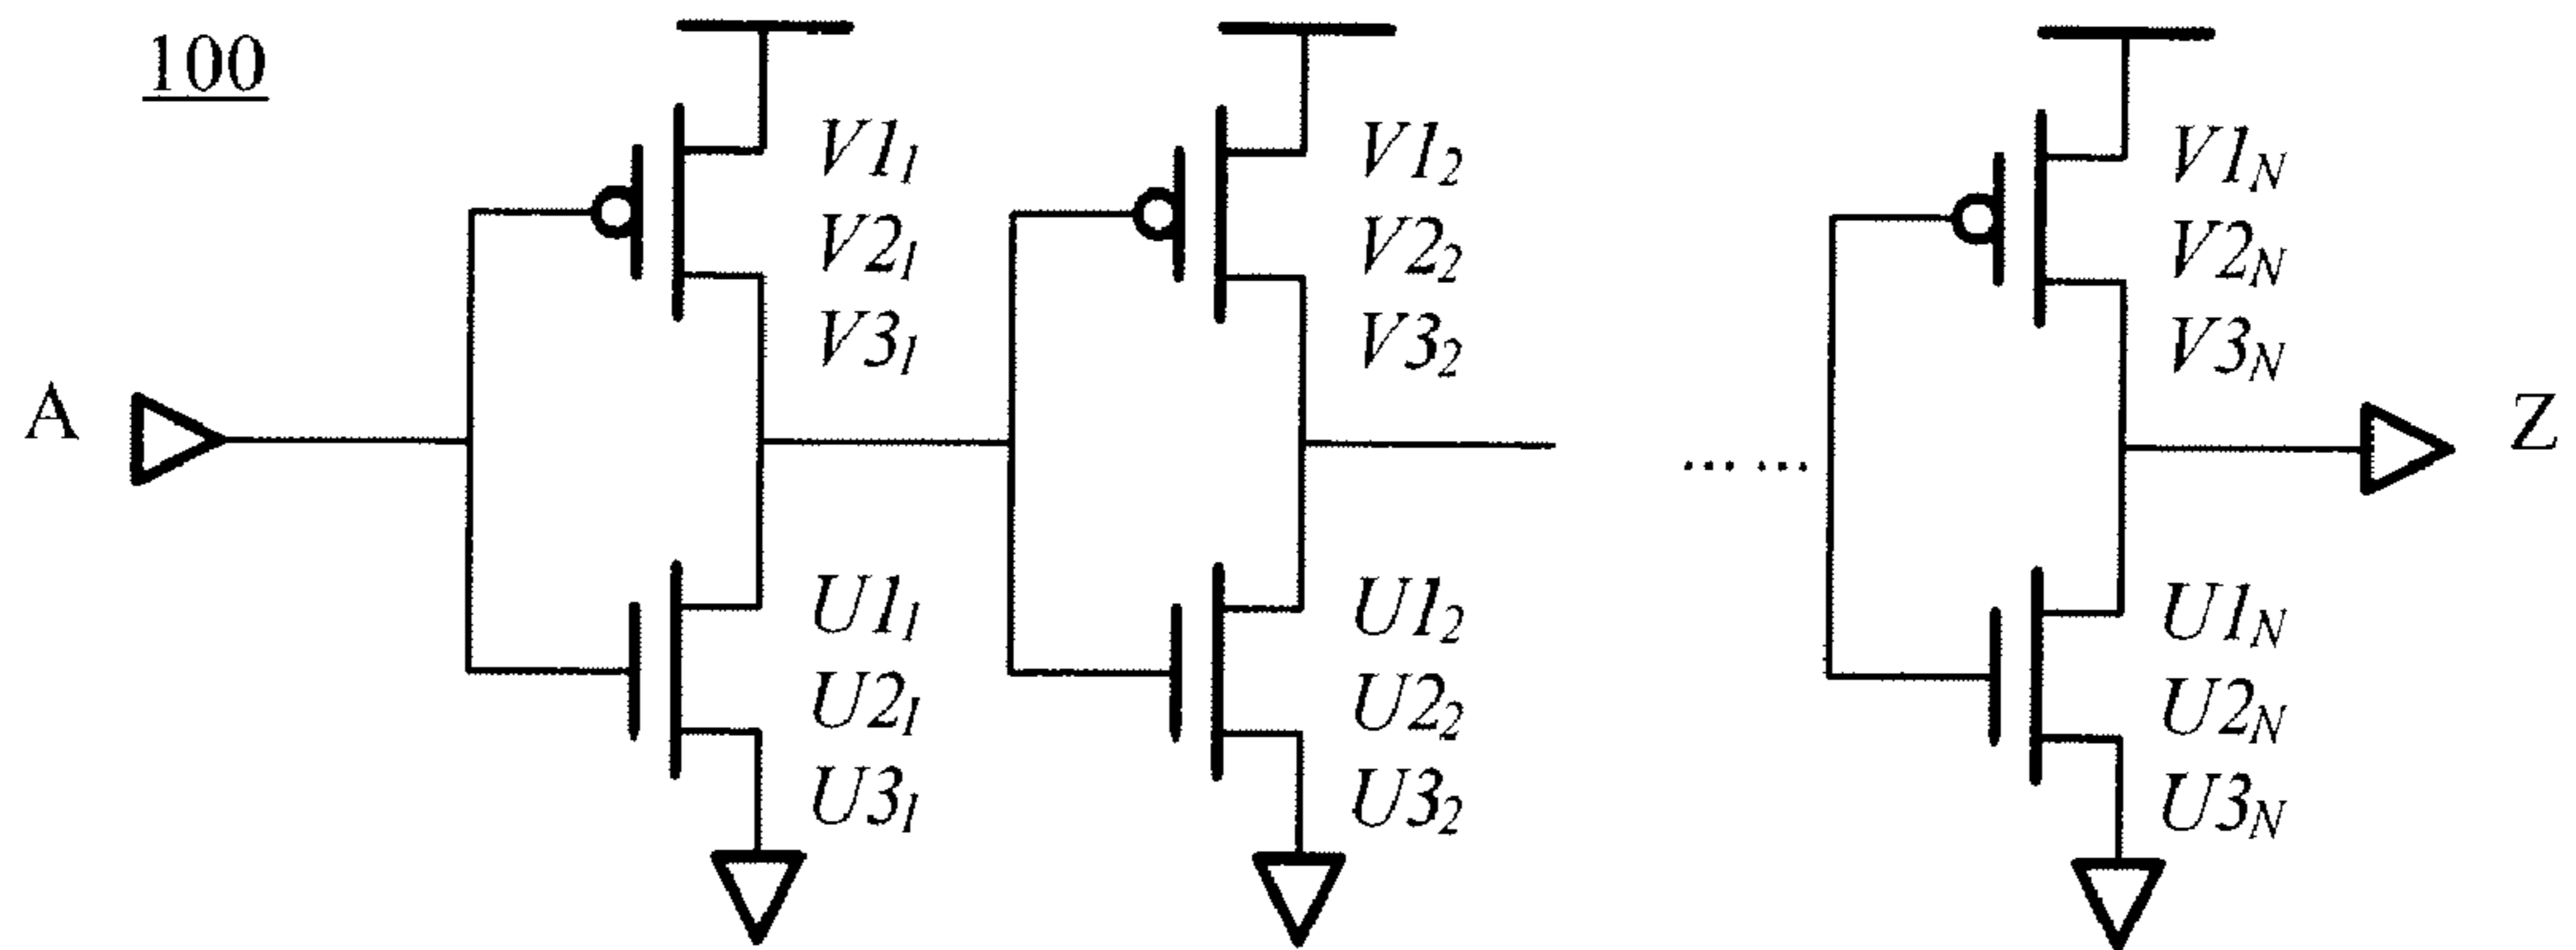 100
V1₁
V2₁
V3₁
V1₂
V2₂
V3₂
V1_N
V2_N
V3_N
A
...... 
Z
U1₁
U2₁
U3₁
U1₂
U2₂
U3₂
U1_N
U2_N
U3_N